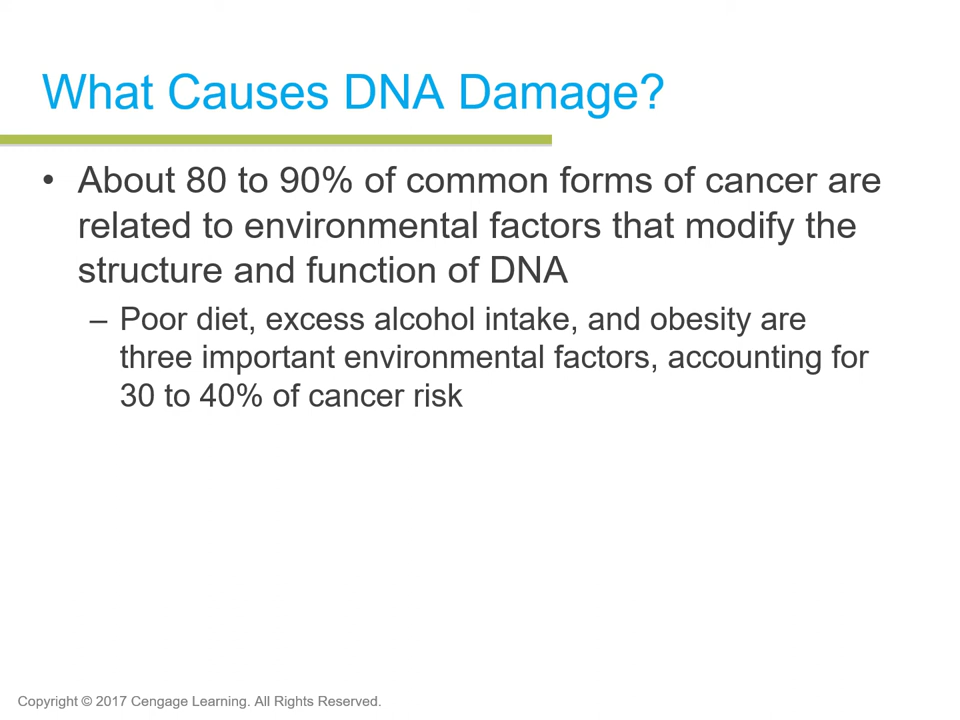 What Causes DNA Damage?
• About 80 to 90% of common forms of cancer are
related to environmental factors that modify the
structure and function of DNA
– Poor diet, excess alcohol intake, and obesity are
three important environmental factors, accounting for
30 to 40% of cancer risk
Copyright © 2017 Cengage Learning. All Rights Reserved.